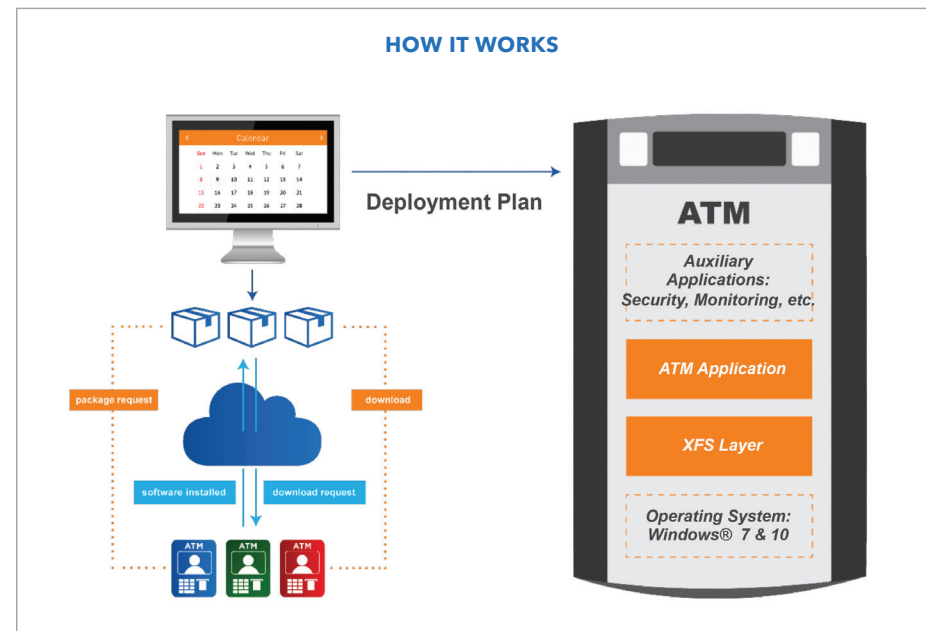 HOW IT WORKS
‹ Calendar ›
Sun Mon Tue Wed Thu Fri Sat
1 2 3 4 5 6 7
8 9 10 11 12 13 14
15 16 17 18 19 20 21
22 23 24 25 26 27 28
Deployment Plan
package request
download
software installed
download request
ATM
ATM
ATM
ATM
Auxiliary
Applications:
Security, Monitoring, etc.
ATM Application
XFS Layer
Operating System:
Windows® 7 & 10